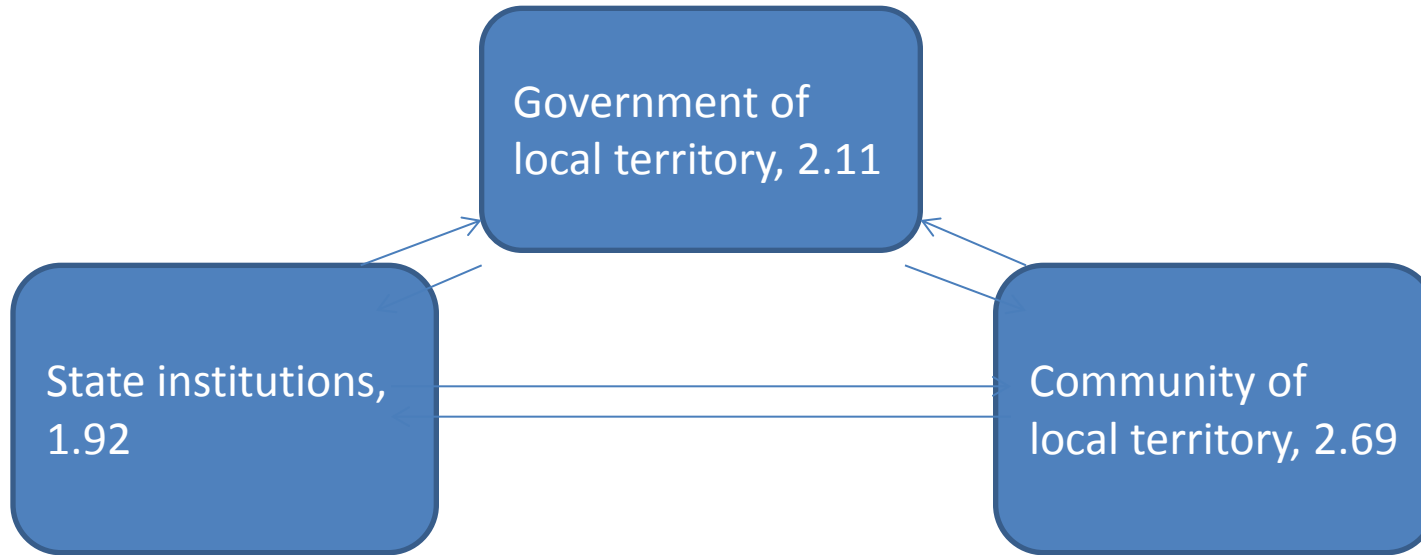 Government of
local territory, 2.11
State institutions,
1.92
Community of
local territory, 2.69